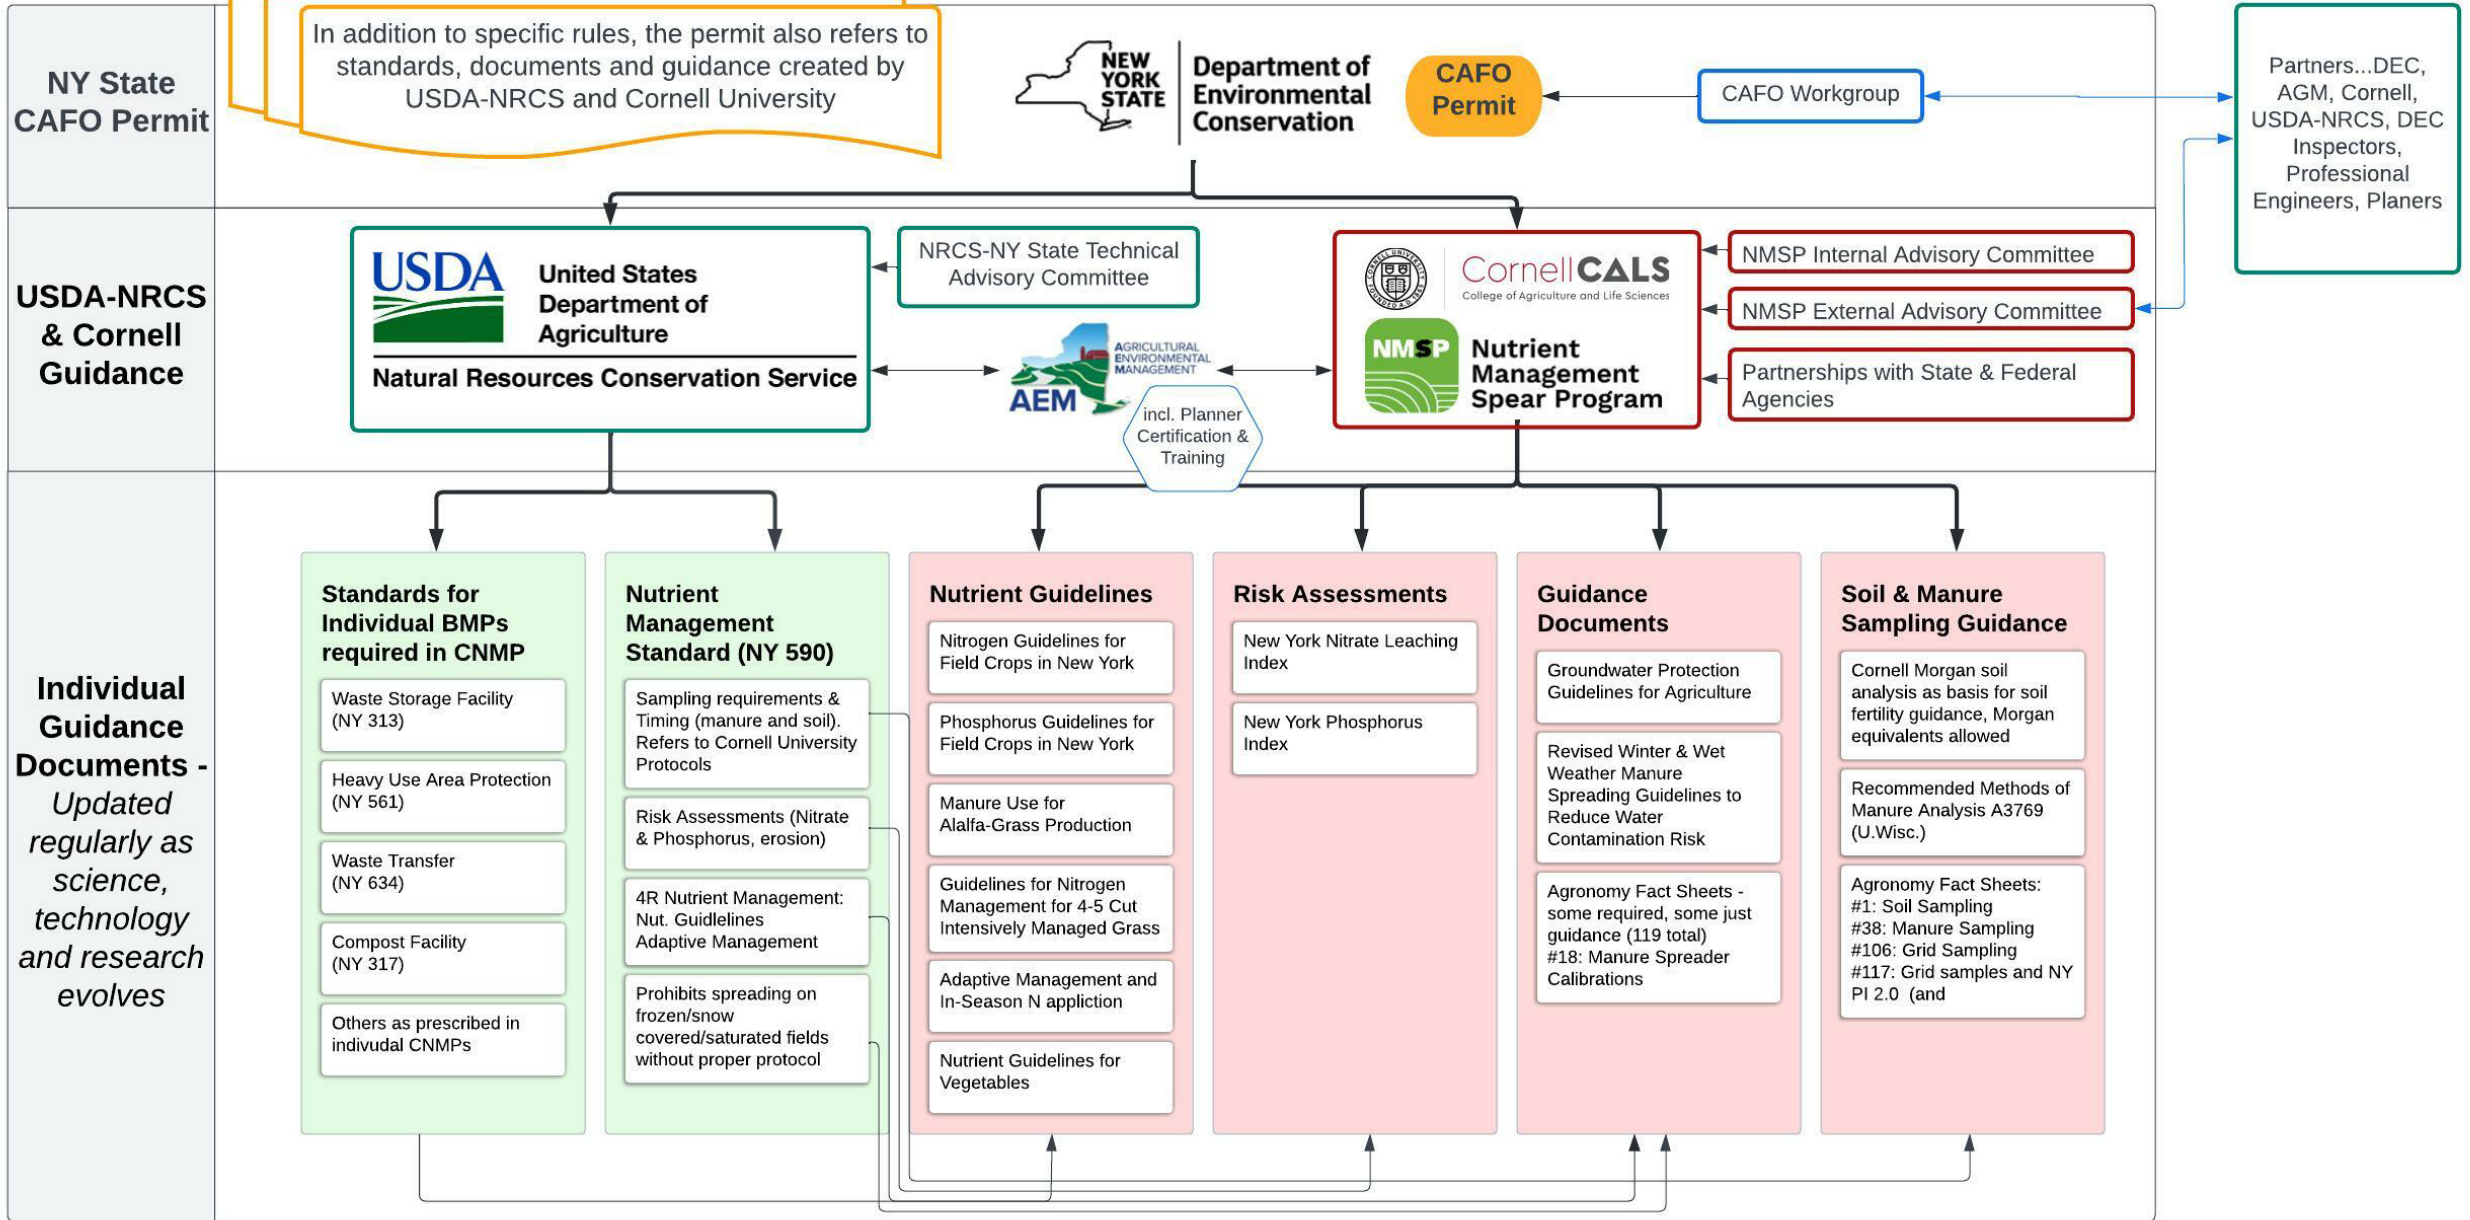 NY State
CAFO Permit
In addition to specific rules, the permit also refers to
standards, documents and guidance created by
USDA-NRCS and Cornell University
NEW
YORK
STATE
Department of
Environmental
Conservation
CAFO
Permit
CAFO Workgroup
Partners...DEC,
AGM, Cornell,
USDA-NRCS, DEC
Inspectors,
Professional
Engineers, Planers
USDA-NRCS
& Cornell
Guidance
USDA
United States
Department of
Agriculture
Natural Resources Conservation Service
NRCS-NY State Technical
Advisory Committee
AGRICULTURAL
ENVIRONMENTAL
MANAGEMENT
AEM
incl. Planner
Certification &
Training
CornellCALS
College of Agriculture and Life Sciences
NMSP
Nutrient
Management
Spear Program
NMSP Internal Advisory Committee
NMSP External Advisory Committee
Partnerships with State & Federal
Agencies
Individual
Guidance
Documents -
Updated
regularly as
science,
technology
and research
evolves
Standards for
Individual BMPs
required in CNMP
Waste Storage Facility
(NY 313)
Heavy Use Area Protection
(NY 561)
Waste Transfer
(NY 634)
Compost Facility
(NY 317)
Others as prescribed in
indivudal CNMPs
Nutrient
Management
Standard (NY 590)
Sampling requirements &
Timing (manure and soil).
Refers to Cornell University
Protocols
Risk Assessments (Nitrate
& Phosphorus, erosion)
4R Nutrient Management:
Nut. Guidlelines
Adaptive Management
Prohibits spreading on
frozen/snow
covered/saturated fields
without proper protocol
Nutrient Guidelines
Nitrogen Guidelines for
Field Crops in New York
Phosphorus Guidelines for
Field Crops in New York
Manure Use for
Alalfa-Grass Production
Guidelines for Nitrogen
Management for 4-5 Cut
Intensively Managed Grass
Adaptive Management and
In-Season N appliction
Nutrient Guidelines for
Vegetables
Risk Assessments
New York Nitrate Leaching
Index
New York Phosphorus
Index
Guidance
Documents
Groundwater Protection
Guidelines for Agriculture
Revised Winter & Wet
Weather Manure
Spreading Guidelines to
Reduce Water
Contamination Risk
Agronomy Fact Sheets -
some required, some just
guidance (119 total)
#18: Manure Spreader
Calibrations
Soil & Manure
Sampling Guidance
Cornell Morgan soil
analysis as basis for soil
fertility guidance, Morgan
equivalents allowed
Recommended Methods of
Manure Analysis A3769
(U.Wisc.)
Agronomy Fact Sheets:
#1: Soil Sampling
#38: Manure Sampling
#106: Grid Sampling
#117: Grid samples and NY
PI 2.0 (and